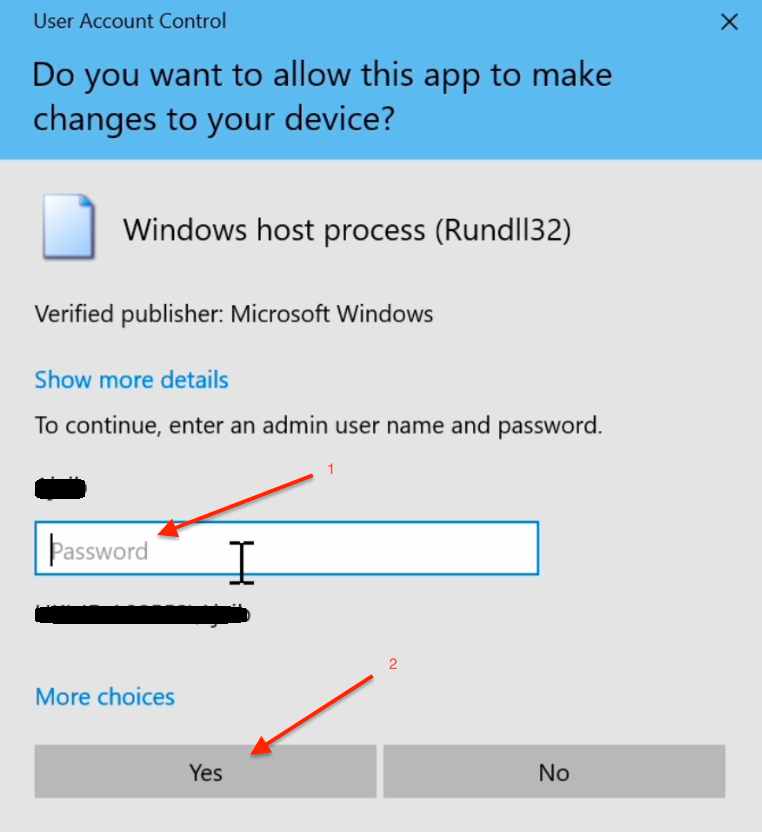 User Account Control
Do you want to allow this app to make
changes to your device?
Windows host process (Rundll32)
Verified publisher: Microsoft Windows
Show more details
To continue, enter an admin user name and password.
1
Password
2
More choices
Yes
No